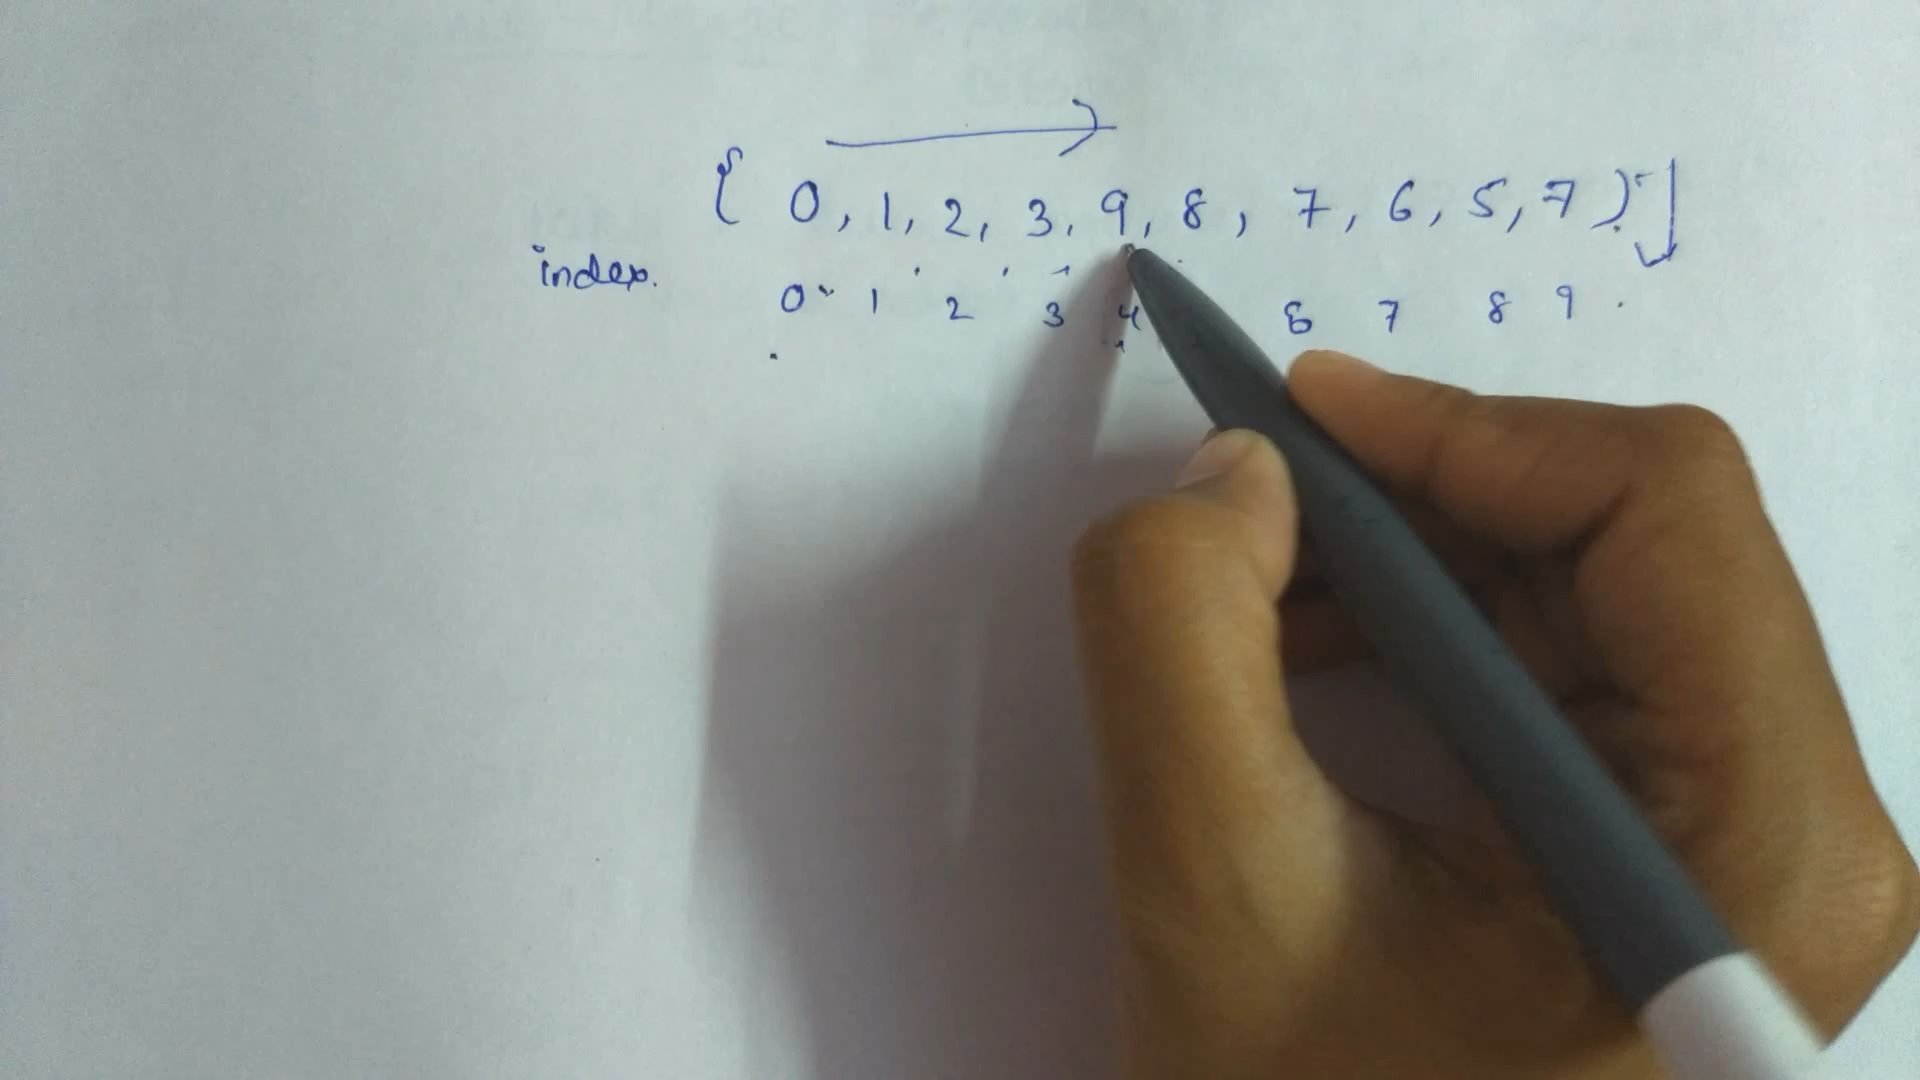 { 0, 1, 2, 3, 9, 8, 7, 6, 5, 7 }
index. 0 1 2 3 4 6 7 8 9